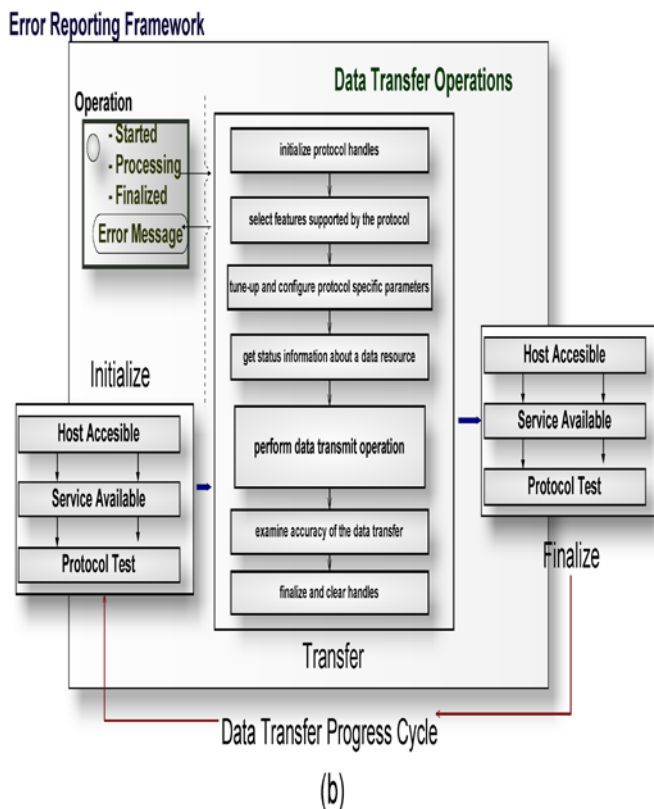 Error Reporting Framework
Data Transfer Operations
Operation
- Started
- Processing
- Finalized
Error Message
initialize protocol handles
select features supported by the protocol
tune-up and configure protocol specific parameters
get status information about a data resource
perform data transmit operation
examine accuracy of the data transfer
finalize and clear handles
Transfer
Initialize
Host Accesible
Service Available
Protocol Test
Host Accesible
Service Available
Protocol Test
Finalize
Data Transfer Progress Cycle
(b)